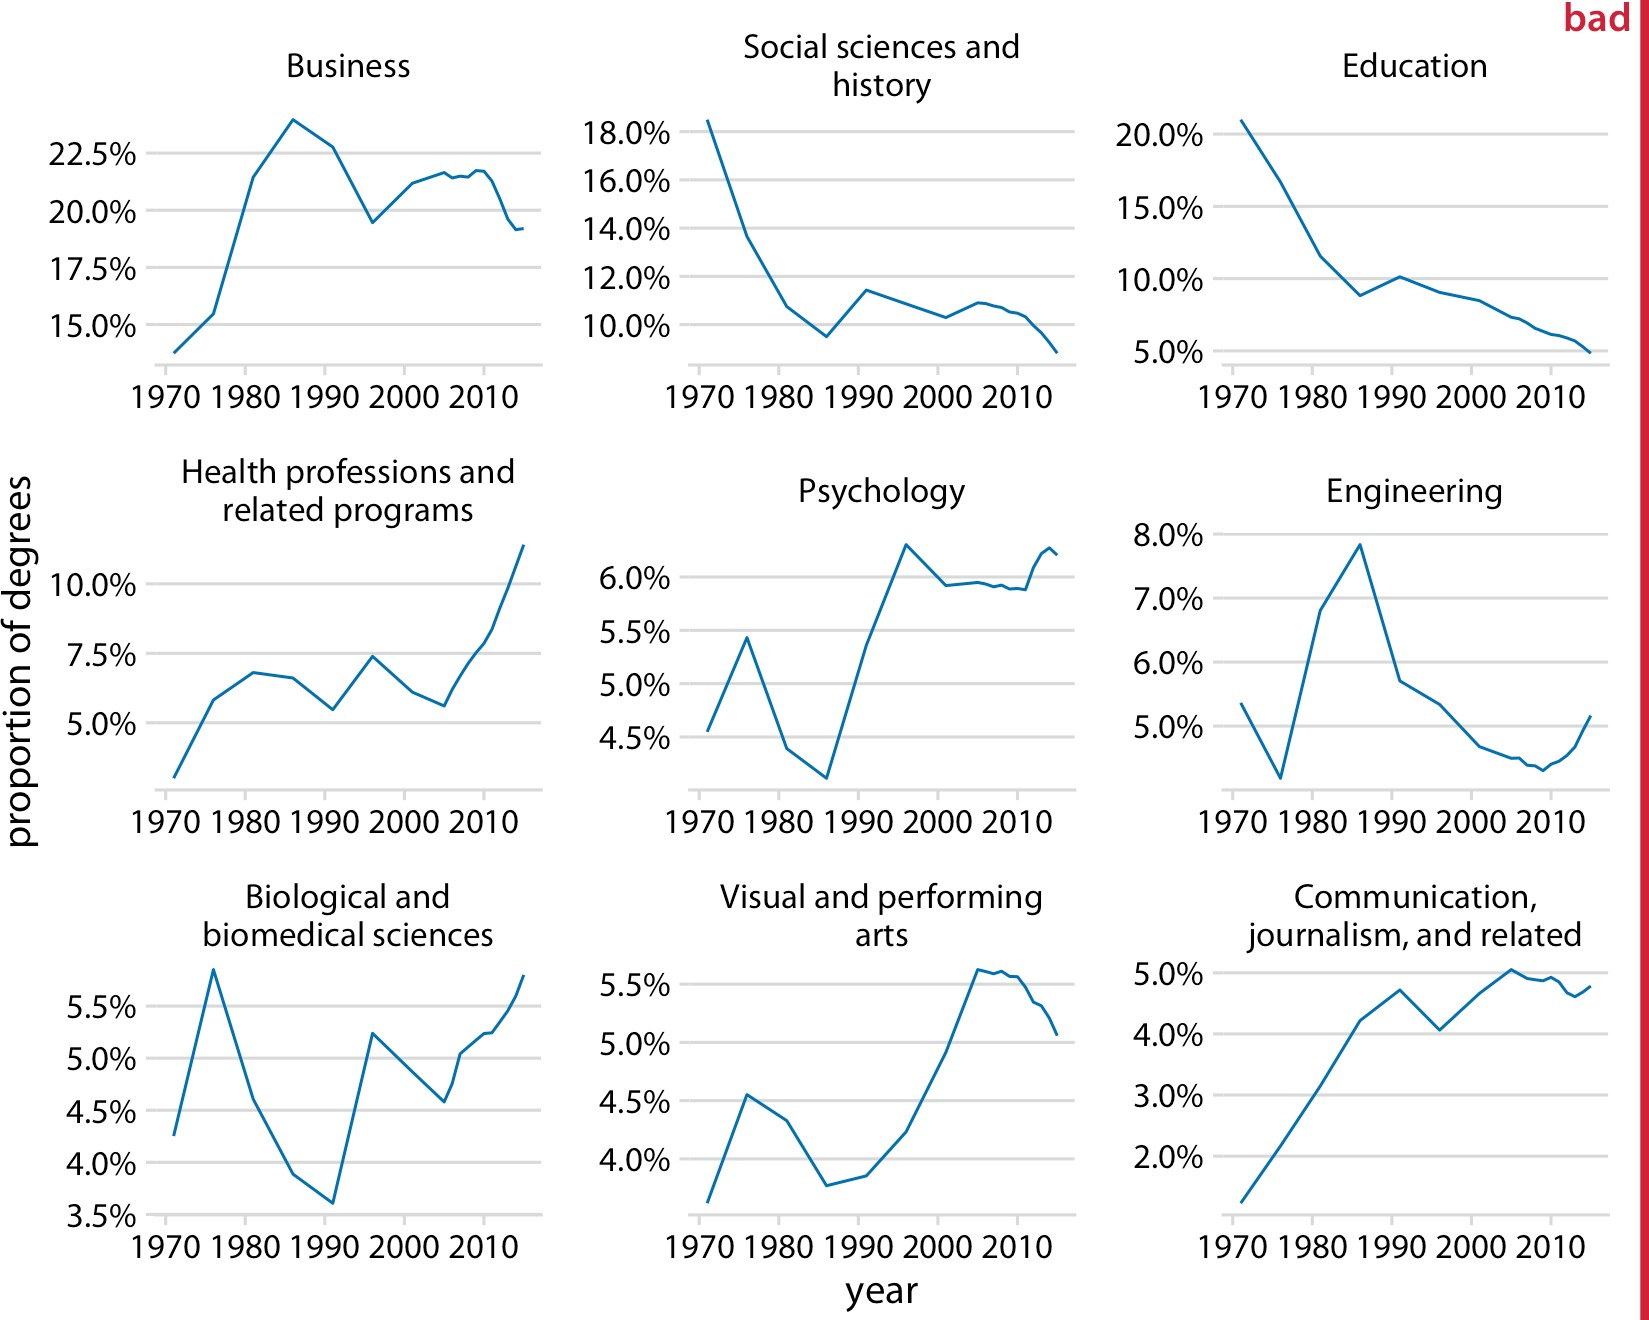 bad
Business
22.5%
20.0%
17.5%
15.0%
1970 1980 1990 2000 2010
Social sciences and
history
18.0%
16.0%
14.0%
12.0%
10.0%
1970 1980 1990 2000 2010
Education
20.0%
15.0%
10.0%
5.0%
1970 1980 1990 2000 2010
proportion of degrees
Health professions and
related programs
10.0%
7.5%
5.0%
1970 1980 1990 2000 2010
Psychology
6.0%
5.5%
5.0%
4.5%
1970 1980 1990 2000 2010
Engineering
8.0%
7.0%
6.0%
5.0%
1970 1980 1990 2000 2010
Biological and
biomedical sciences
5.5%
5.0%
4.5%
4.0%
3.5%
1970 1980 1990 2000 2010
Visual and performing
arts
5.5%
5.0%
4.5%
4.0%
1970 1980 1990 2000 2010
Communication,
journalism, and related
5.0%
4.0%
3.0%
2.0%
1970 1980 1990 2000 2010
year